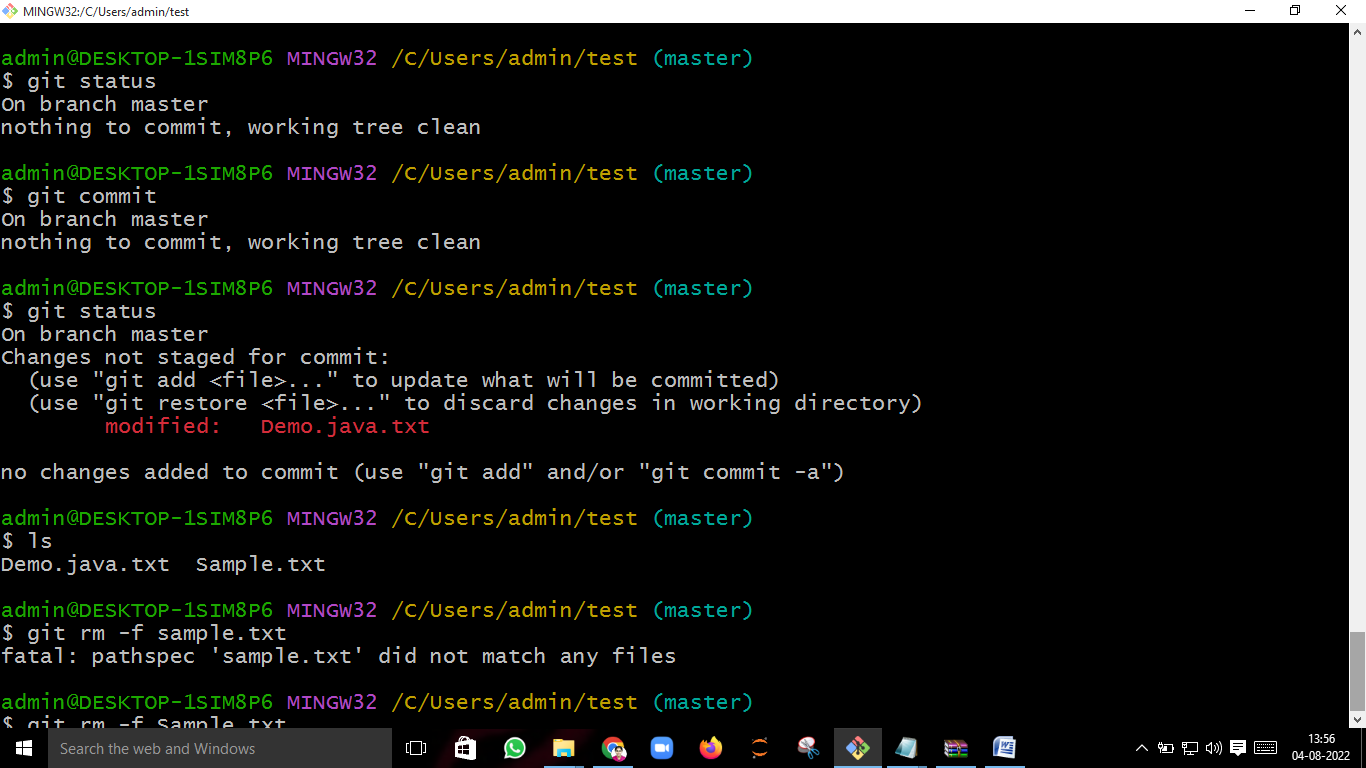 MINGW32:/C/Users/admin/test
admin@DESKTOP-1SIM8P6 MINGW32 /C/Users/admin/test (master)
$ git status
On branch master
nothing to commit, working tree clean
admin@DESKTOP-1SIM8P6 MINGW32 /C/Users/admin/test (master)
$ git commit
On branch master
nothing to commit, working tree clean
admin@DESKTOP-1SIM8P6 MINGW32 /C/Users/admin/test (master)
$ git status
On branch master
Changes not staged for commit:
  (use "git add <file>..." to update what will be committed)
  (use "git restore <file>..." to discard changes in working directory)
        modified:   Demo.java.txt
no changes added to commit (use "git add" and/or "git commit -a")
admin@DESKTOP-1SIM8P6 MINGW32 /C/Users/admin/test (master)
$ ls
Demo.java.txt  Sample.txt
admin@DESKTOP-1SIM8P6 MINGW32 /C/Users/admin/test (master)
$ git rm -f sample.txt
fatal: pathspec 'sample.txt' did not match any files
admin@DESKTOP-1SIM8P6 MINGW32 /C/Users/admin/test (master)
$ git rm -f Sample.txt
Search the web and Windows
13:56
04-08-2022